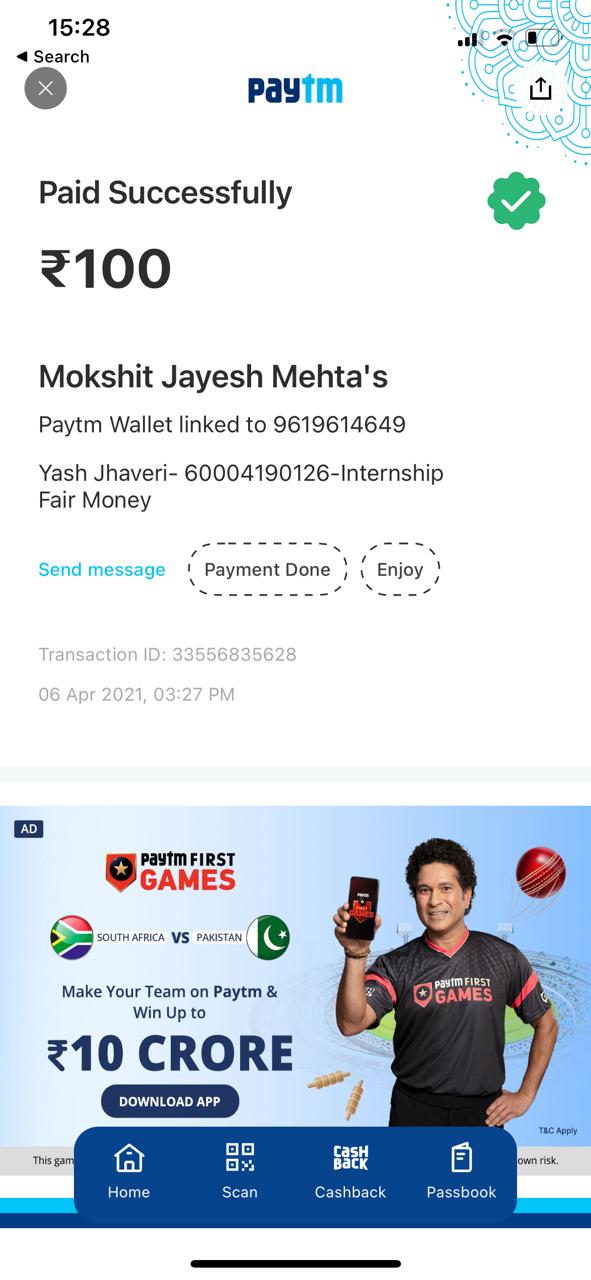 15:28
◀ Search
paytm
Paid Successfully
₹100
Mokshit Jayesh Mehta's
Paytm Wallet linked to 9619614649
Yash Jhaveri- 60004190126-Internship
Fair Money
Send message
Payment Done
Enjoy
Transaction ID: 33556835628
06 Apr 2021, 03:27 PM
AD
paytm FIRST
GAMES
SOUTH AFRICA VS PAKISTAN
Make Your Team on Paytm &
Win Up to
₹10 CRORE
DOWNLOAD APP
PAYTM
FIRST
GAMES
paytm FIRST
GAMES
T&C Apply
This gam
own risk.
Home
Scan
CASH
BACK
Cashback
Passbook